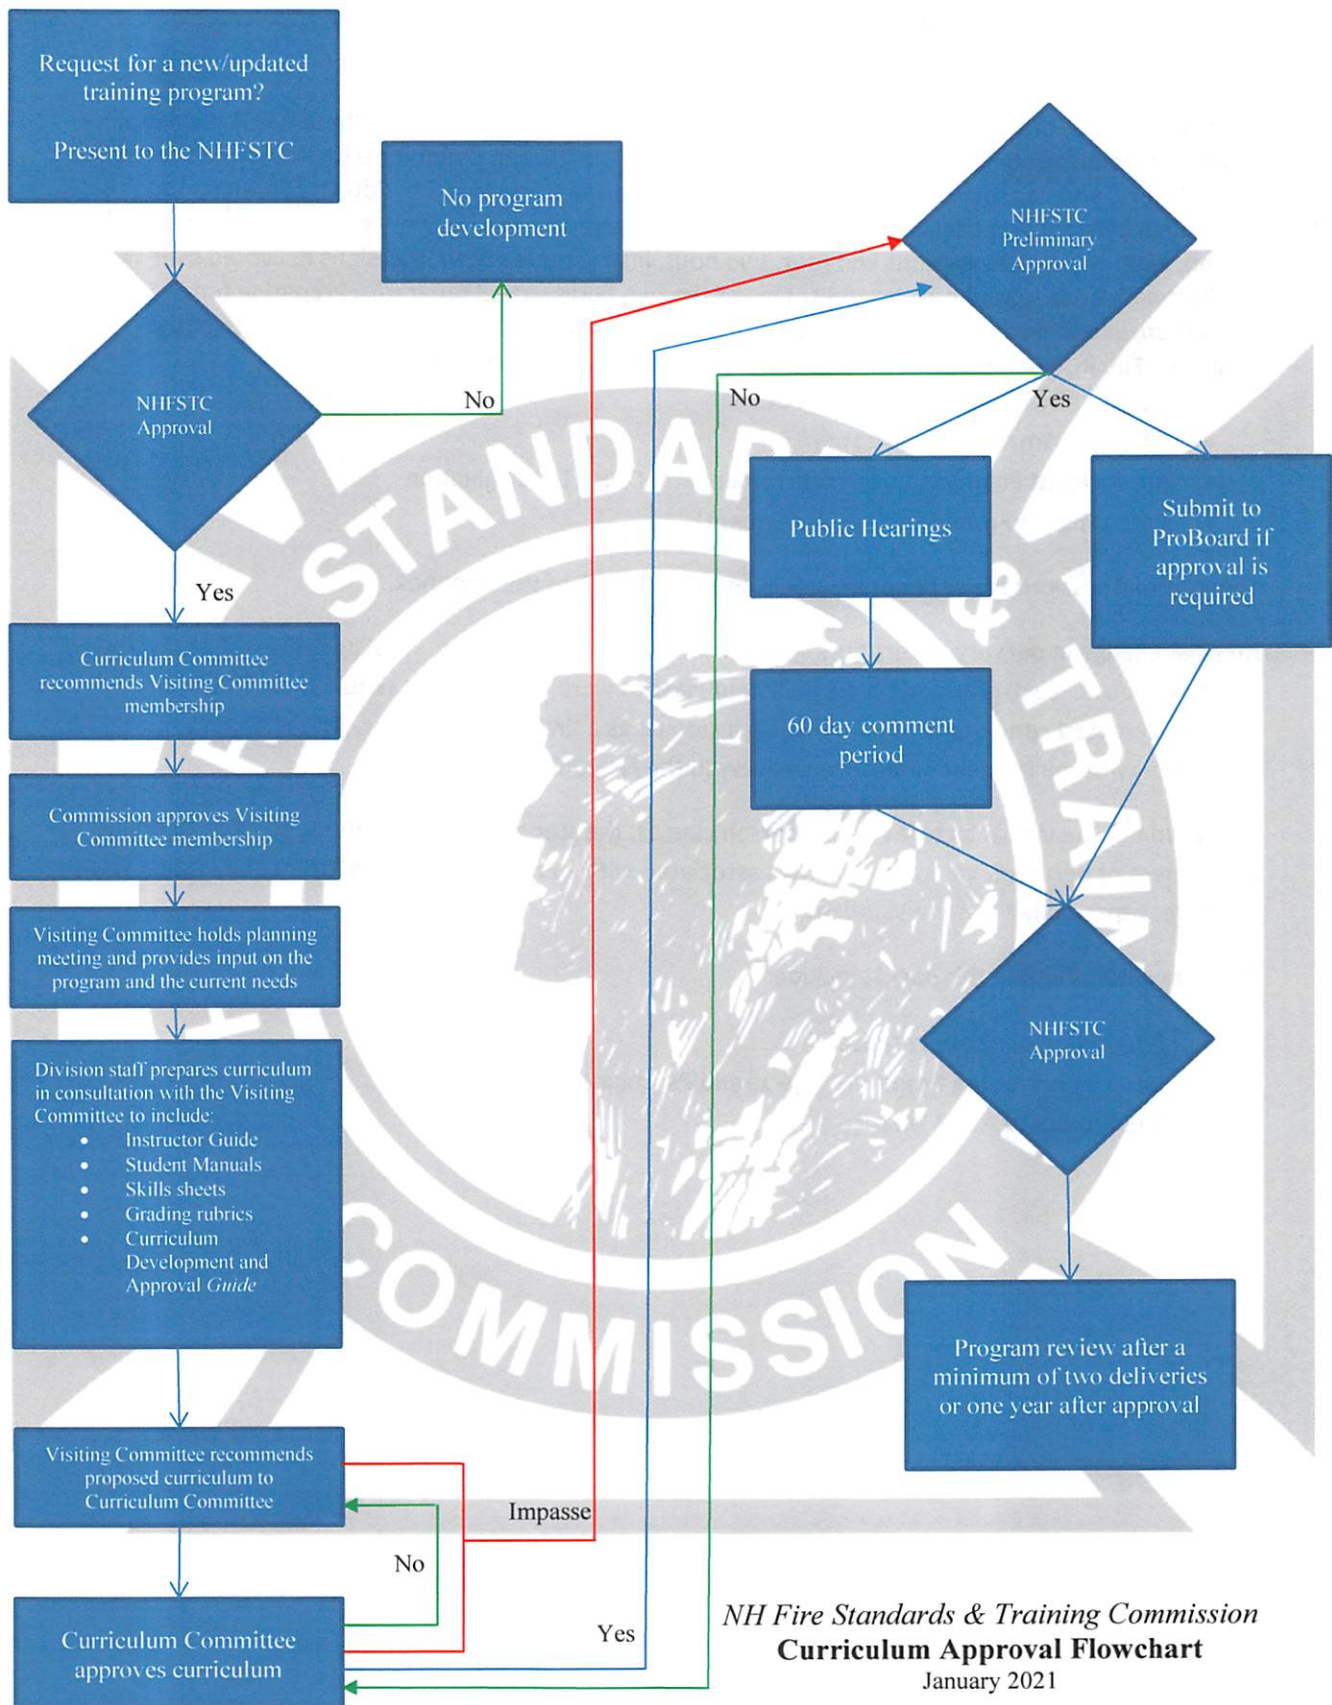 Request for a new/updated
training program?
Present to the NHFSTC
No program
development
NHFSTC
Preliminary
Approval
NHFSTC
Approval
No
No
Yes
Public Hearings
Submit to
ProBoard if
approval is
required
Yes
Curriculum Committee
recommends Visiting Committee
membership
60 day comment
period
Commission approves Visiting
Committee membership
Visiting Committee holds planning
meeting and provides input on the
program and the current needs
NHFSTC
Approval
Division staff prepares curriculum
in consultation with the Visiting
Committee to include:
• Instructor Guide
• Student Manuals
• Skills sheets
• Grading rubrics
• Curriculum
Development and
Approval Guide
Program review after a
minimum of two deliveries
or one year after approval
Visiting Committee recommends
proposed curriculum to
Curriculum Committee
Impasse
No
Curriculum Committee
approves curriculum
Yes
NH Fire Standards & Training Commission
Curriculum Approval Flowchart
January 2021
STANDARDS & TRAIN
COMMISSION